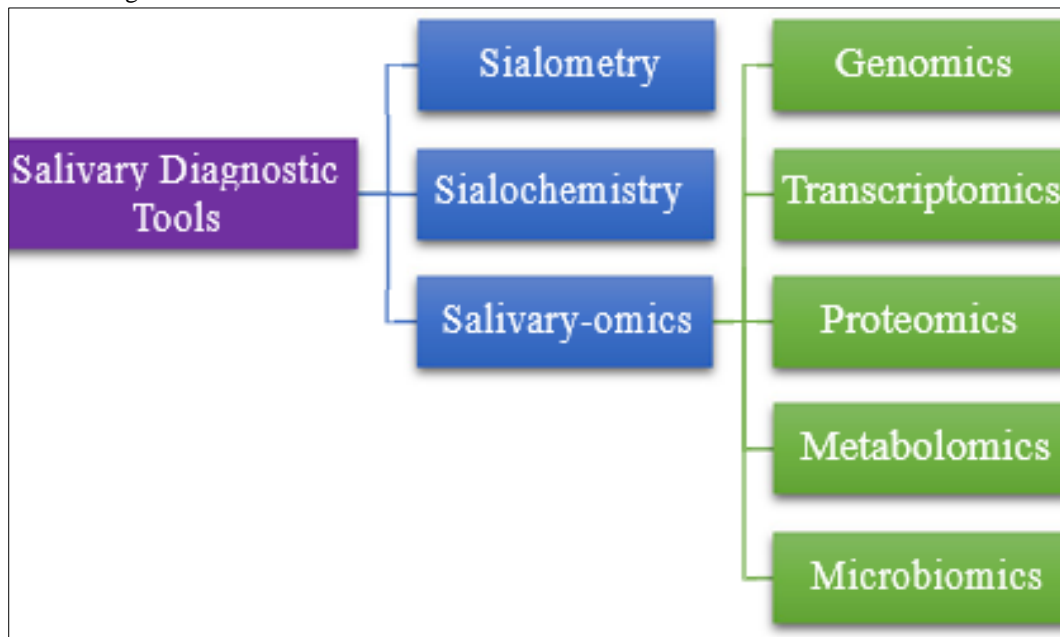 Salivary Diagnostic
Tools
Sialometry
Sialochemistry
Salivary-omics
Genomics
Transcriptomics
Proteomics
Metabolomics
Microbiomics